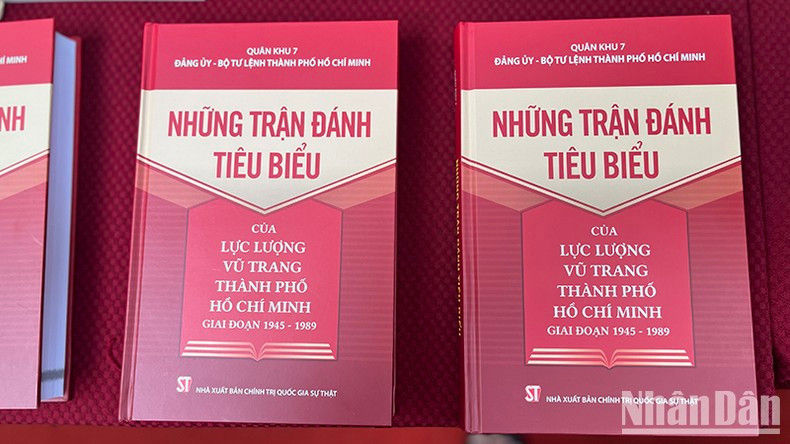 Í MINH
NH
QUÂN KHU 7
ĐẢNG ỦY - BỘ TƯ LỆNH THÀNH PHỐ HỒ CHÍ MINH
NHỮNG TRẬN ĐÁNH
TIÊU BIỂU
CỦA
LỰC LƯỢNG
VŨ TRANG
THÀNH PHỐ
HỒ CHÍ MINH
GIAI ĐOẠN 1945 - 1989
ST
NHÀ XUẤT BẢN CHÍNH TRỊ QUỐC GIA SỰ THẬT
QUÂN KHU 7
ĐẢNG ỦY - BỘ TƯ LỆNH THÀNH PHỐ HỒ CHÍ MINH
NHỮNG TRẬN ĐÁNH
TIÊU BIỂU
CỦA
LỰC LƯỢNG
VŨ TRANG
THÀNH PHỐ
HỒ CHÍ MINH
GIAI ĐOẠN 1945 - 1989
ST
NHÀ XUẤT BẢN CHÍNH TRỊ QUỐC GIA SỰ THẬT
NhânDân